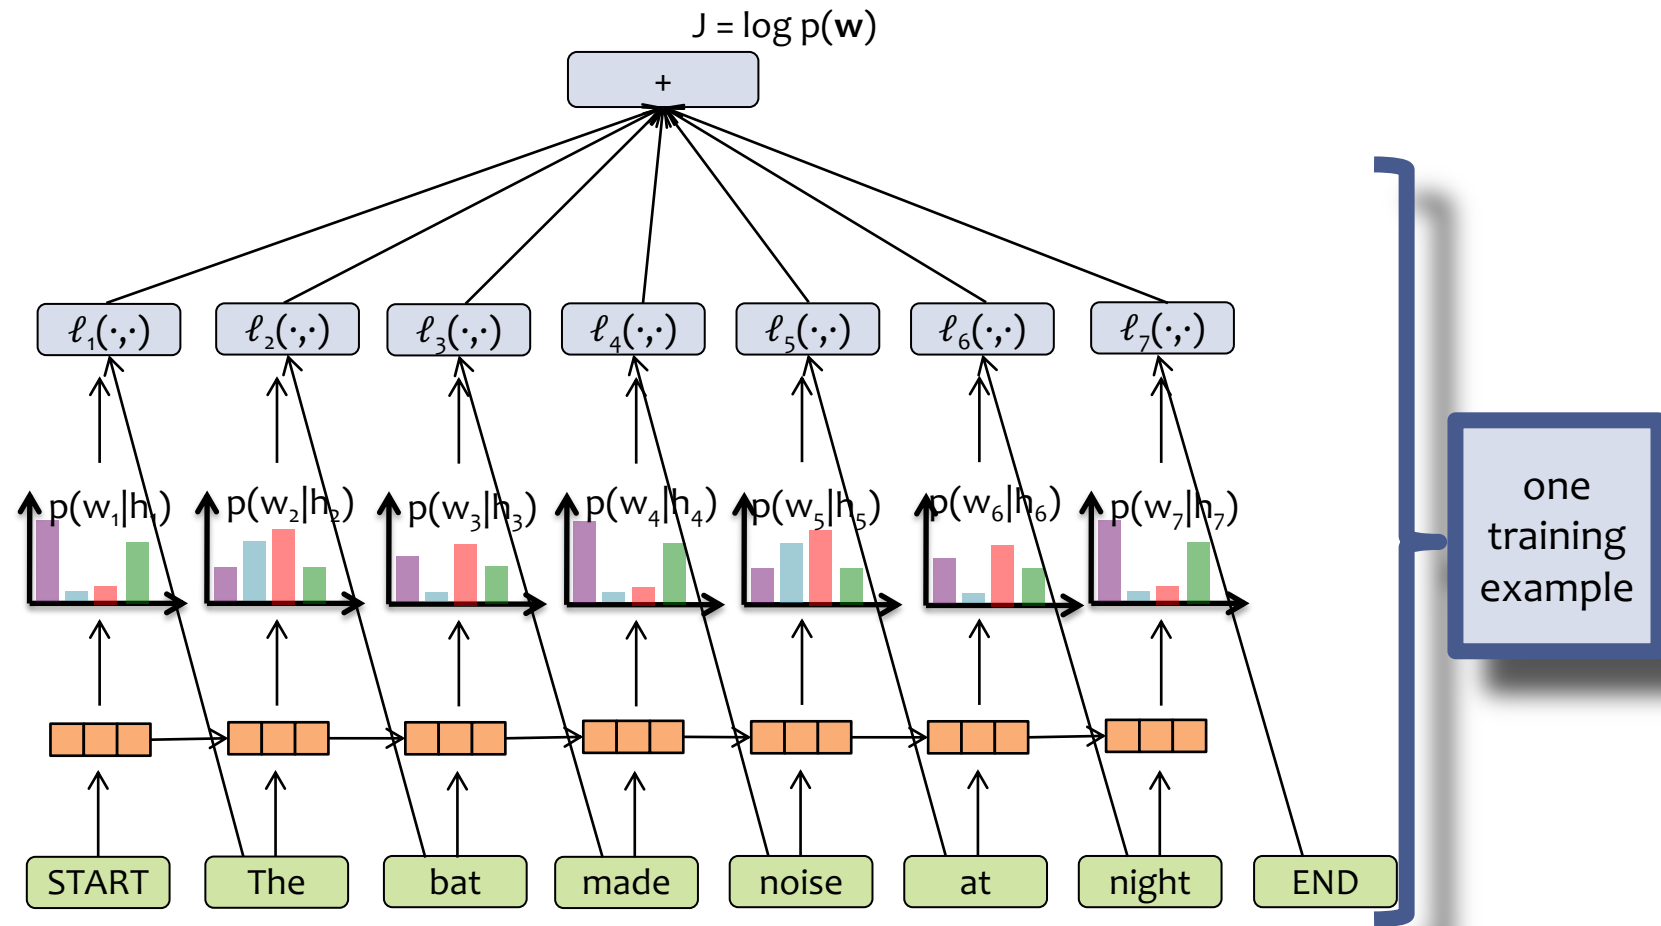 J = log p(w)
+
ℓ₁(·,·) ℓ₂(·,·) ℓ₃(·,·) ℓ₄(·,·) ℓ₅(·,·) ℓ₆(·,·) ℓ₇(·,·)
p(w₁|h₁) p(w₂|h₂) p(w₃|h₃) p(w₄|h₄) p(w₅|h₅) p(w₆|h₆) p(w₇|h₇)
one
training
example
START The bat made noise at night END